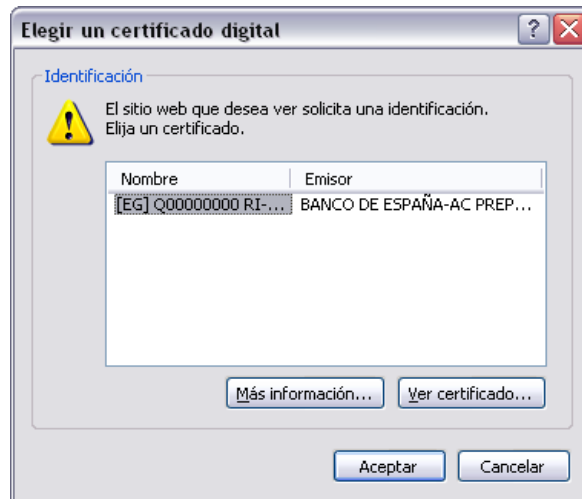 Elegir un certificado digital
Identificación
El sitio web que desea ver solicita una identificación.
Elija un certificado.
Nombre Emisor
[EG] Q00000000 RI-... BANCO DE ESPAÑA-AC PREP...
Más información... Ver certificado...
Aceptar Cancelar